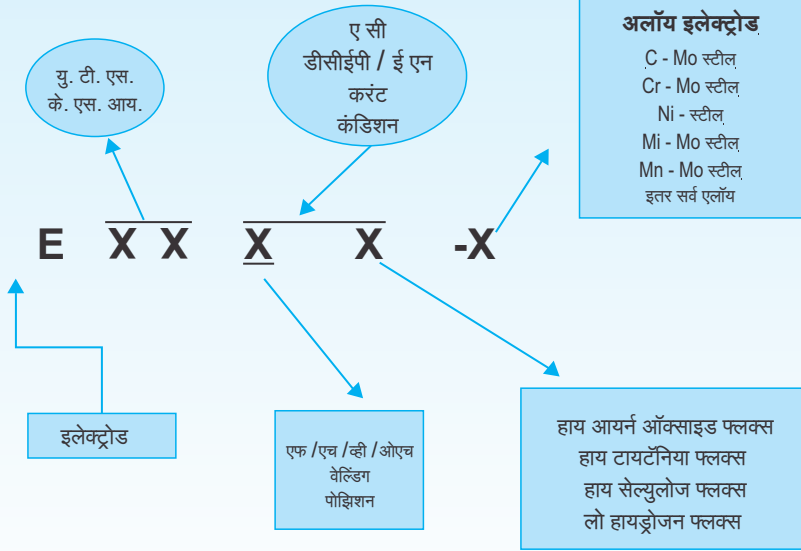 यु. टी. एस.
के. एस. आय.
ए सी
डीसीईपी / ई एन
करंट
कंडिशन
अलॉय इलेक्ट्रोड
C - Mo स्टील
Cr - Mo स्टील
Ni - स्टील
Mi - Mo स्टील
Mn - Mo स्टील
इतर सर्व एलॉय
E X X X X -X
इलेक्ट्रोड
एफ /एच /व्ही /ओएच
वेल्डिंग
पोझिशन
हाय आयर्न ऑक्साइड फ्लक्स
हाय टायटॅनिया फ्लक्स
हाय सेल्युलोज फ्लक्स
लो हायड्रोजन फ्लक्स